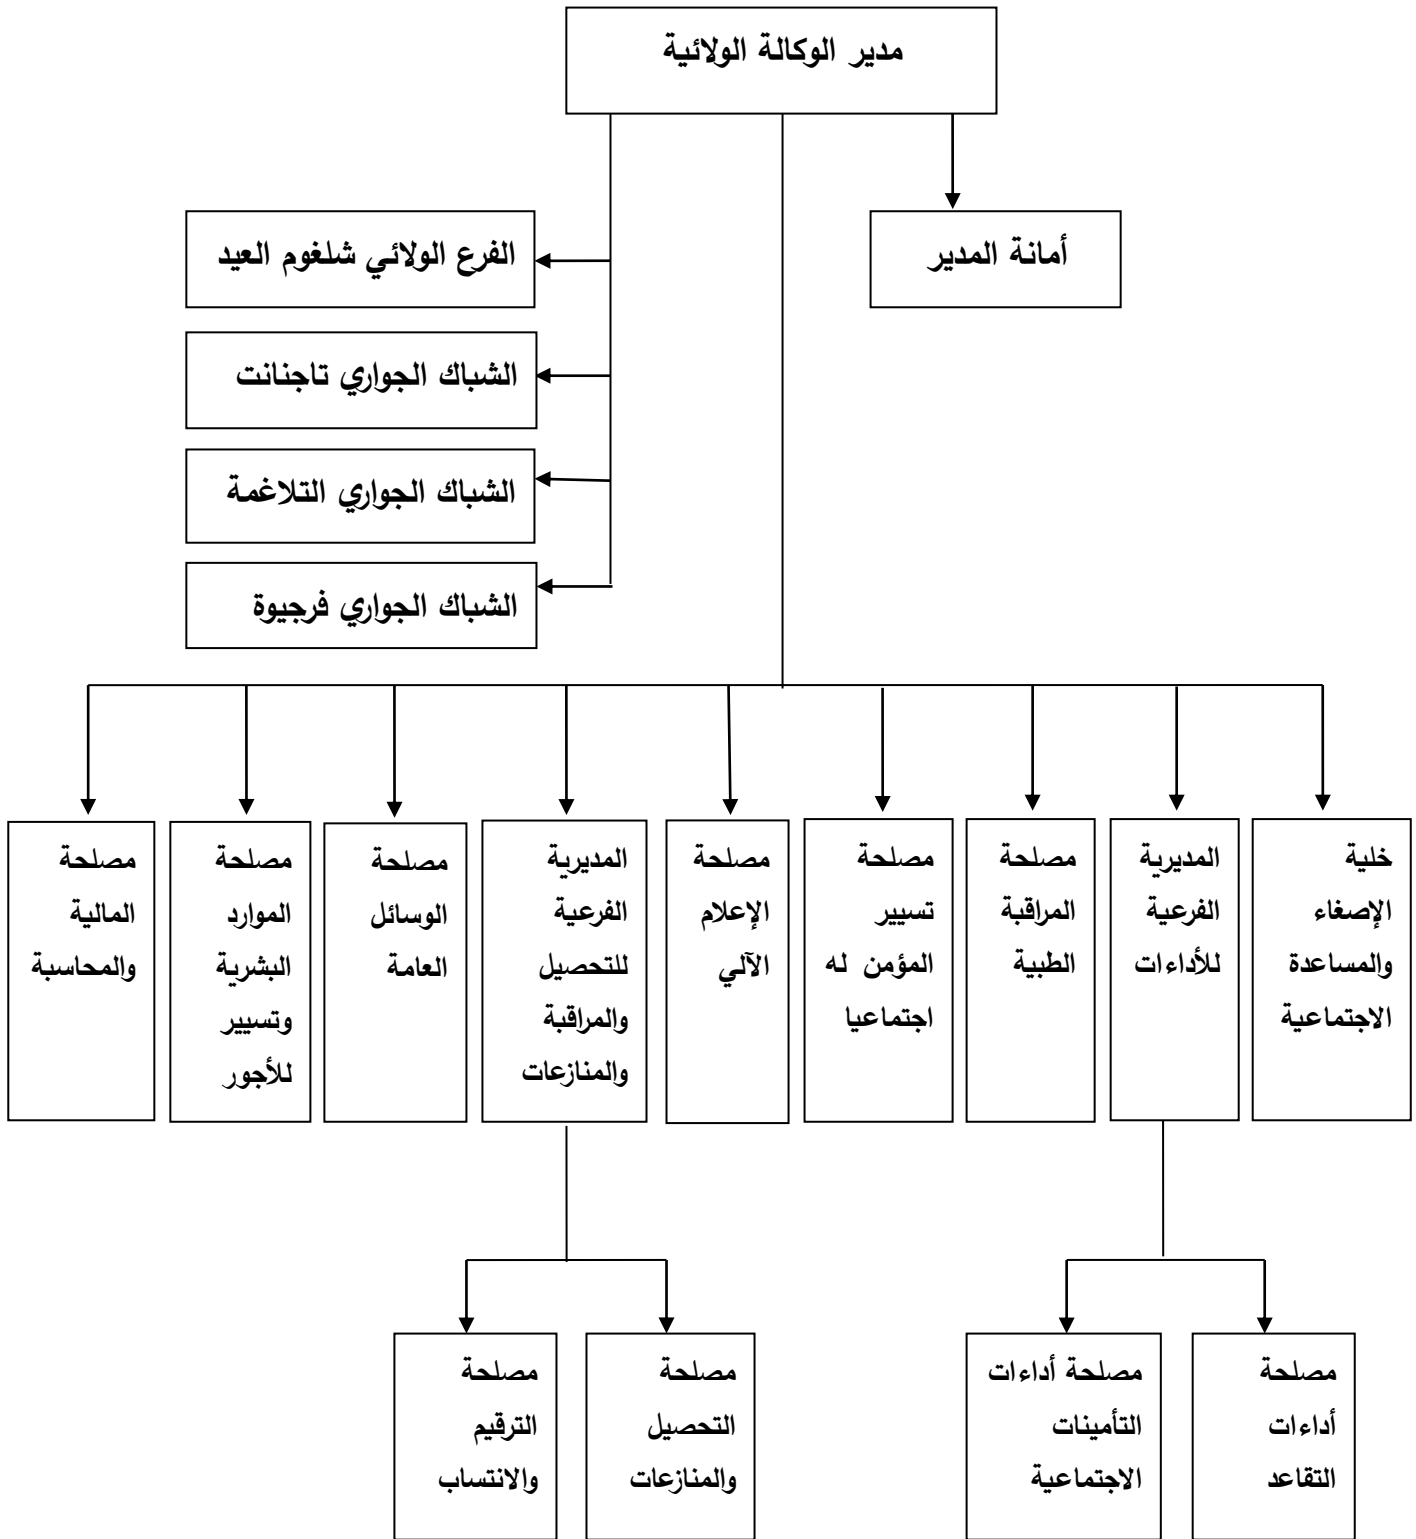 مدير الوكالة الولائية
أمانة المدير
الفرع الولائي شلغوم العيد
الشباك الجواري تاجنانت
الشباك الجواري التلاغمة
الشباك الجواري فرجيوة
خلية
الإصغاء
والمساعدة
الاجتماعية
المديرية
الفرعية
للأداءات
مصلحة
المراقبة
الطبية
مصلحة
تسيير
المؤمن له
اجتماعيا
مصلحة
الإعلام
الآلي
المديرية
الفرعية
للتحصيل
والمراقبة
والمنازعات
مصلحة
الوسائل
العامة
مصلحة
الموارد
البشرية
وتسيير
للأجور
مصلحة
المالية
والمحاسبة
مصلحة
أداءات
التقاعد
مصلحة أداءات
التأمينات
الاجتماعية
مصلحة
التحصيل
والمنازعات
مصلحة
الترقيم
والانتساب